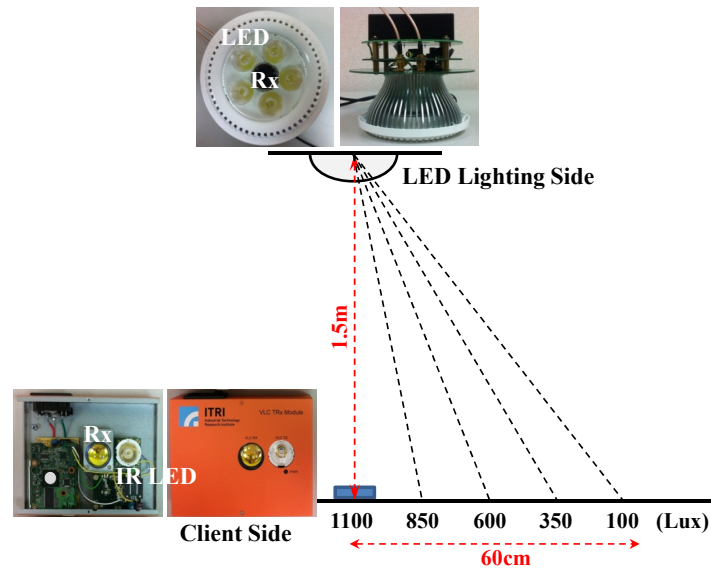 LED
Rx
LED Lighting Side
1.5m
Rx
IR LED
ITRI
Industrial Technology
Research Institute
VLC TRx Module
Client Side
1100 850 600 350 100 (Lux)
60cm